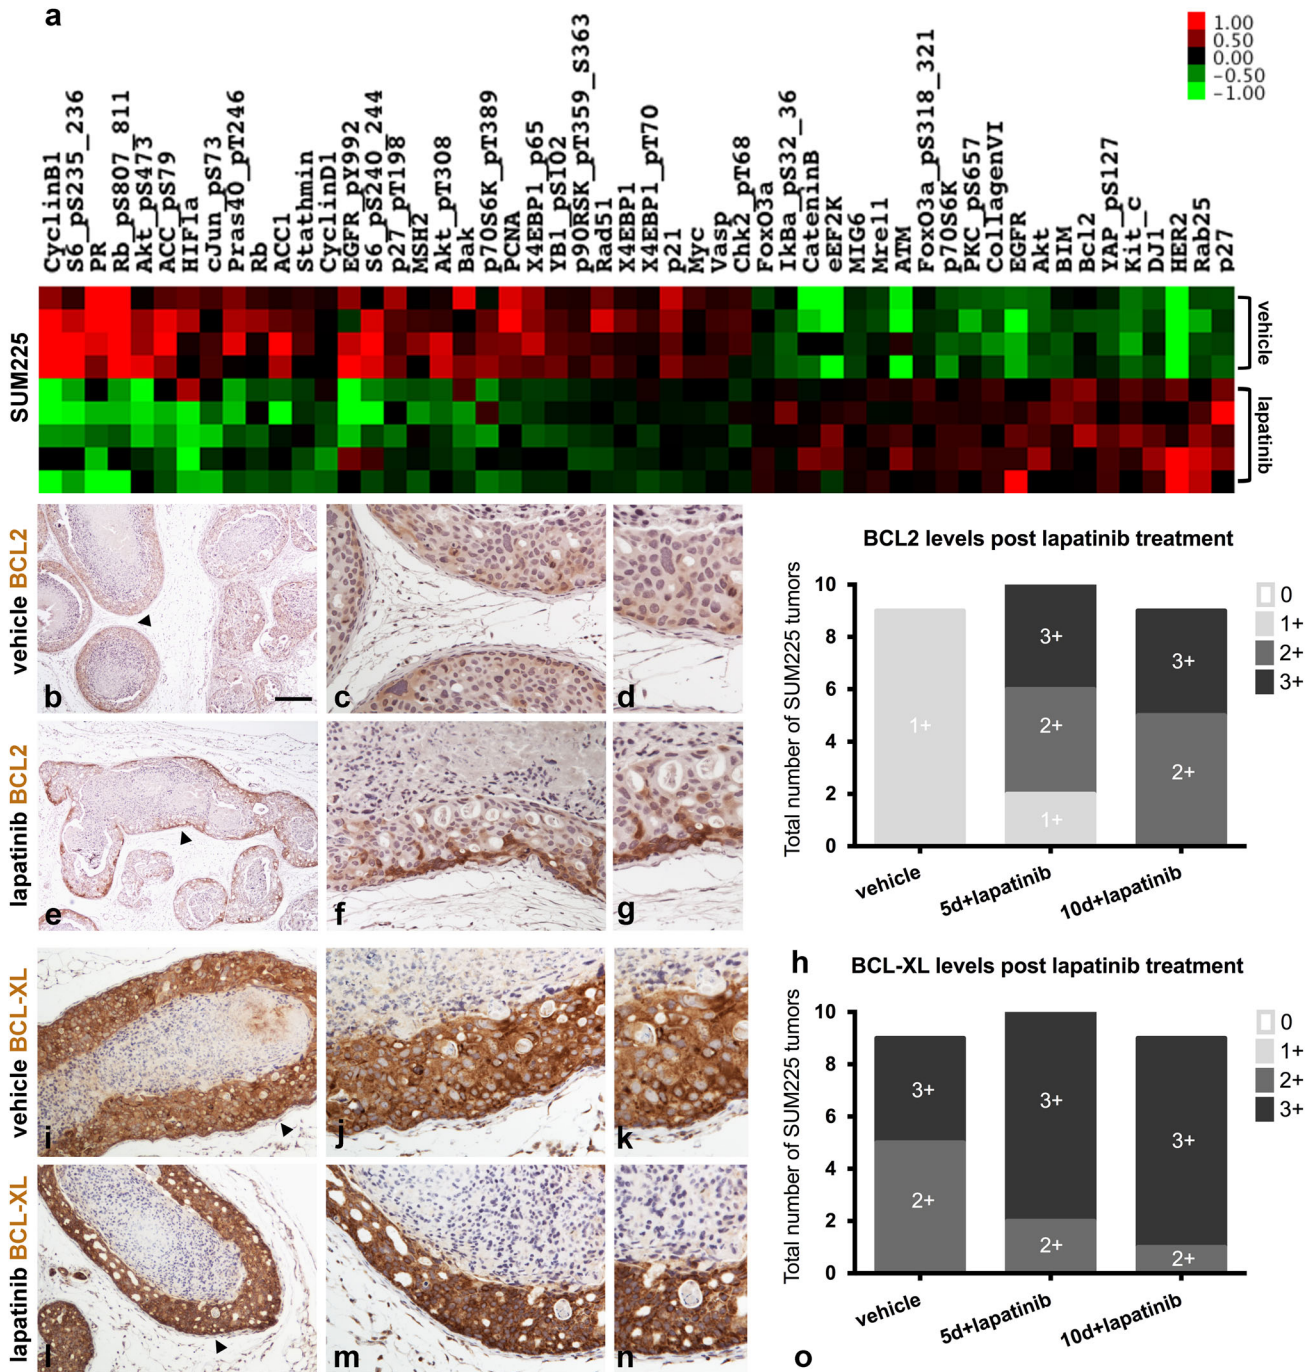 a
1.00
0.50
0.00
-0.50
-1.00
CyclinB1
S6_pS235_236
PR
Rb_pS807_811
Akt_pS473
ACC_pS79
HIF1a
cJun_pS73
Pras40_pT246
Rb
ACC1
Stathmin
CyclinD1
EGFR_pY992
S6_pS240_244
p27_pT198
MSH2
Akt_pT308
Bak
p70S6K_pT389
PCNA
X4EBP1_p65
YB1_pS102
p90RSK_pT359_S363
Rad51
X4EBP1
X4EBP1_pT70
p21
Myc
Vasp
Chk2_pT68
FoxO3a
IkBa_pS32_36
CateninB
eEF2K
MIG6
Mre11
ATM
FoxO3a_pS318_321
p70S6K
PKC_pS657
CollagenVI
EGFR
Akt
BIM
Bcl2
YAP_pS127
Kit_c
DJ1
HER2
Rab25
p27
SUM225
vehicle
lapatinib
vehicle BCL2
b
c
d
lapatinib BCL2
e
f
g
BCL2 levels post lapatinib treatment
Total number of SUM225 tumors
10
8
6
4
2
0
1+
3+
2+
1+
3+
2+
vehicle
5d+lapatinib
10d+lapatinib
0
1+
2+
3+
h
vehicle BCL-XL
i
j
k
lapatinib BCL-XL
l
m
n
BCL-XL levels post lapatinib treatment
Total number of SUM225 tumors
10
8
6
4
2
0
3+
2+
3+
2+
3+
2+
vehicle
5d+lapatinib
10d+lapatinib
0
1+
2+
3+
o